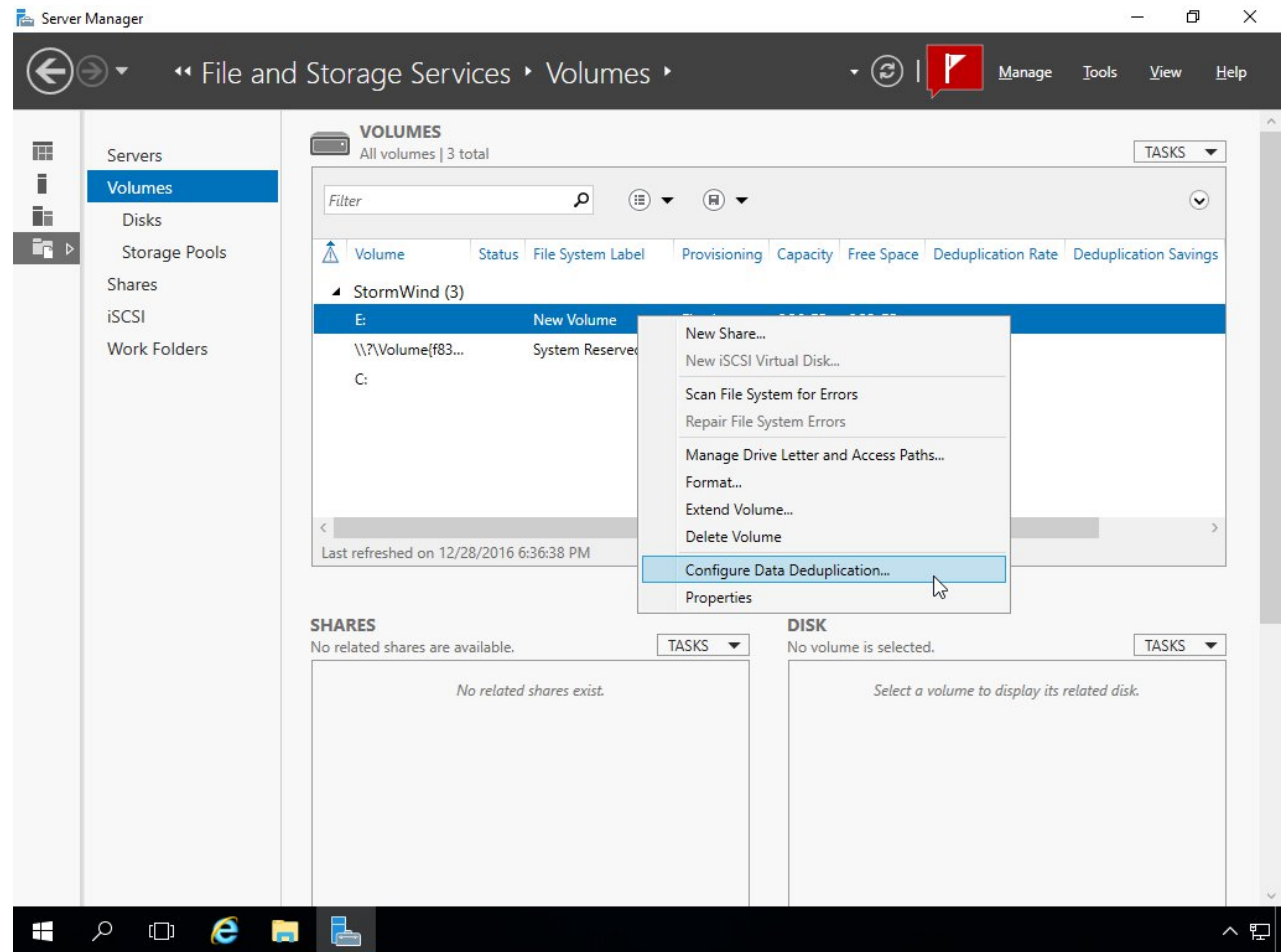 Server Manager
File and Storage Services ‣ Volumes ‣
Manage Tools View Help
Servers
Volumes
Disks
Storage Pools
Shares
iSCSI
Work Folders
VOLUMES
All volumes | 3 total
TASKS
Filter
Volume Status File System Label Provisioning Capacity Free Space Deduplication Rate Deduplication Savings
StormWind (3)
E: New Volume
\\?\Volume{f83... System Reserved
C:
Last refreshed on 12/28/2016 6:36:38 PM
New Share...
New iSCSI Virtual Disk...
Scan File System for Errors
Repair File System Errors
Manage Drive Letter and Access Paths...
Format...
Extend Volume...
Delete Volume
Configure Data Deduplication...
Properties
SHARES
No related shares are available.
TASKS
No related shares exist.
DISK
No volume is selected.
TASKS
Select a volume to display its related disk.